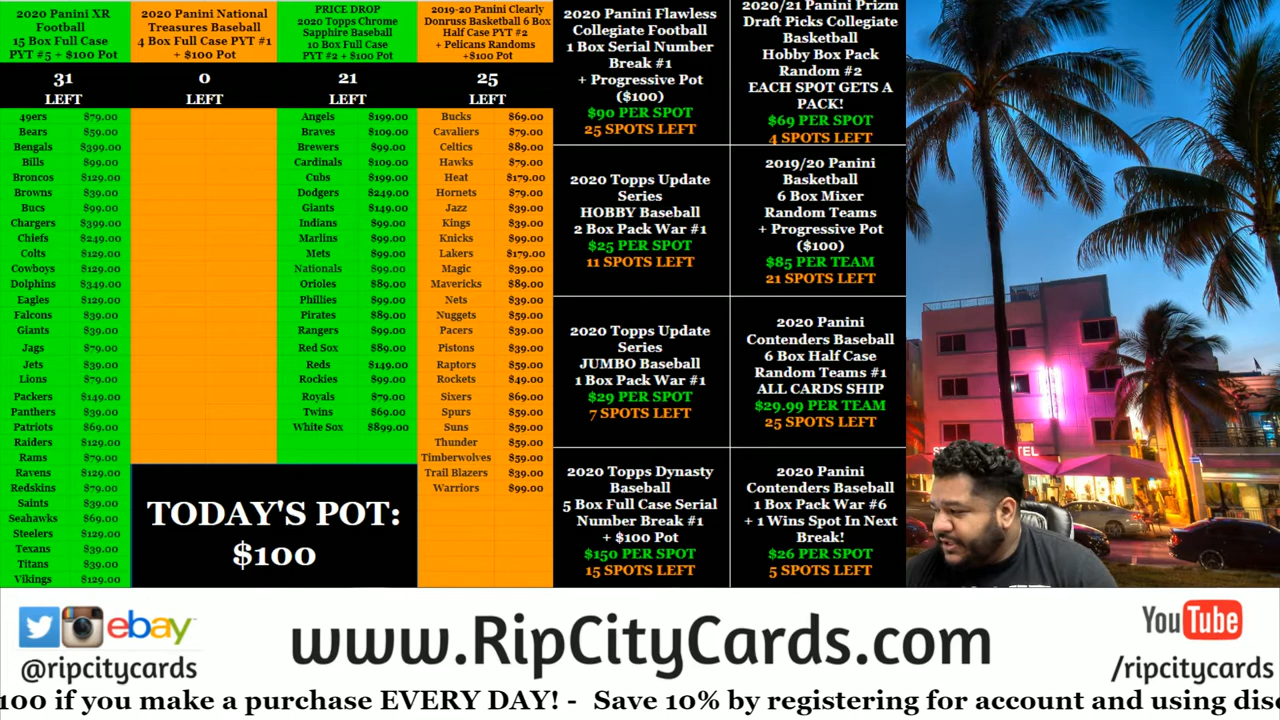 2020 Panini XR
Football
15 Box Full Case
PYT #5 + $100 Pot
31
LEFT
49ers $79.00
Bears $59.00
Bengals $399.00
Bills $99.00
Broncos $129.00
Browns $39.00
Bucs $99.00
Chargers $399.00
Chiefs $249.00
Colts $129.00
Cowboys $129.00
Dolphins $349.00
Eagles $129.00
Falcons $39.00
Giants $39.00
Jags $79.00
Jets $39.00
Lions $79.00
Packers $149.00
Panthers $39.00
Patriots $69.00
Raiders $129.00
Rams $79.00
Ravens $129.00
Redskins $79.00
Saints $39.00
Seahawks $69.00
Steelers $129.00
Texans $39.00
Titans $39.00
Vikings $129.00
2020 Panini National
Treasures Baseball
4 Box Full Case PYT #1
+ $100 Pot
0
LEFT
PRICE DROP
2020 Topps Chrome
Sapphire Baseball
10 Box Full Case
PYT #2 + $100 Pot
21
LEFT
Angels $199.00
Braves $109.00
Brewers $99.00
Cardinals $109.00
Cubs $199.00
Dodgers $249.00
Giants $149.00
Indians $99.00
Marlins $99.00
Mets $99.00
Nationals $99.00
Orioles $89.00
Phillies $99.00
Pirates $89.00
Rangers $99.00
Red Sox $89.00
Reds $149.00
Rockies $99.00
Royals $79.00
Twins $69.00
White Sox $899.00
TODAY'S POT:
$100
2019-20 Panini Clearly
Donruss Basketball 6 Box
Half Case PYT #2
+ Pelicans Randoms
+$100 Pot
25
LEFT
Bucks $69.00
Cavaliers $79.00
Celtics $89.00
Hawks $79.00
Heat $179.00
Hornets $79.00
Jazz $39.00
Kings $39.00
Knicks $99.00
Lakers $179.00
Magic $39.00
Mavericks $89.00
Nets $39.00
Nuggets $59.00
Pacers $39.00
Pistons $39.00
Raptors $59.00
Rockets $49.00
Sixers $69.00
Spurs $59.00
Suns $59.00
Thunder $59.00
Timberwolves $59.00
Trail Blazers $39.00
Warriors $99.00
2020 Panini Flawless
Collegiate Football
1 Box Serial Number
Break #1
+ Progressive Pot
($100)
$90 PER SPOT
25 SPOTS LEFT
2020/21 Panini Prizm
Draft Picks Collegiate
Basketball
Hobby Box Pack
Random #2
EACH SPOT GETS A
PACK!
$69 PER SPOT
4 SPOTS LEFT
2020 Topps Update
Series
HOBBY Baseball
2 Box Pack War #1
$25 PER SPOT
11 SPOTS LEFT
2019/20 Panini
Basketball
6 Box Mixer
Random Teams
+ Progressive Pot
($100)
$85 PER TEAM
21 SPOTS LEFT
2020 Topps Update
Series
JUMBO Baseball
1 Box Pack War #1
$29 PER SPOT
7 SPOTS LEFT
2020 Panini
Contenders Baseball
6 Box Half Case
Random Teams #1
ALL CARDS SHIP
$29.99 PER TEAM
25 SPOTS LEFT
2020 Topps Dynasty
Baseball
5 Box Full Case Serial
Number Break #1
+ $100 Pot
$150 PER SPOT
15 SPOTS LEFT
2020 Panini
Contenders Baseball
1 Box Pack War #6
+ 1 Wins Spot In Next
Break!
$26 PER SPOT
5 SPOTS LEFT
ebay
@ripcitycards
www.RipCityCards.com
YouTube
/ripcitycards
100 if you make a purchase EVERY DAY! - Save 10% by registering for account and using disc